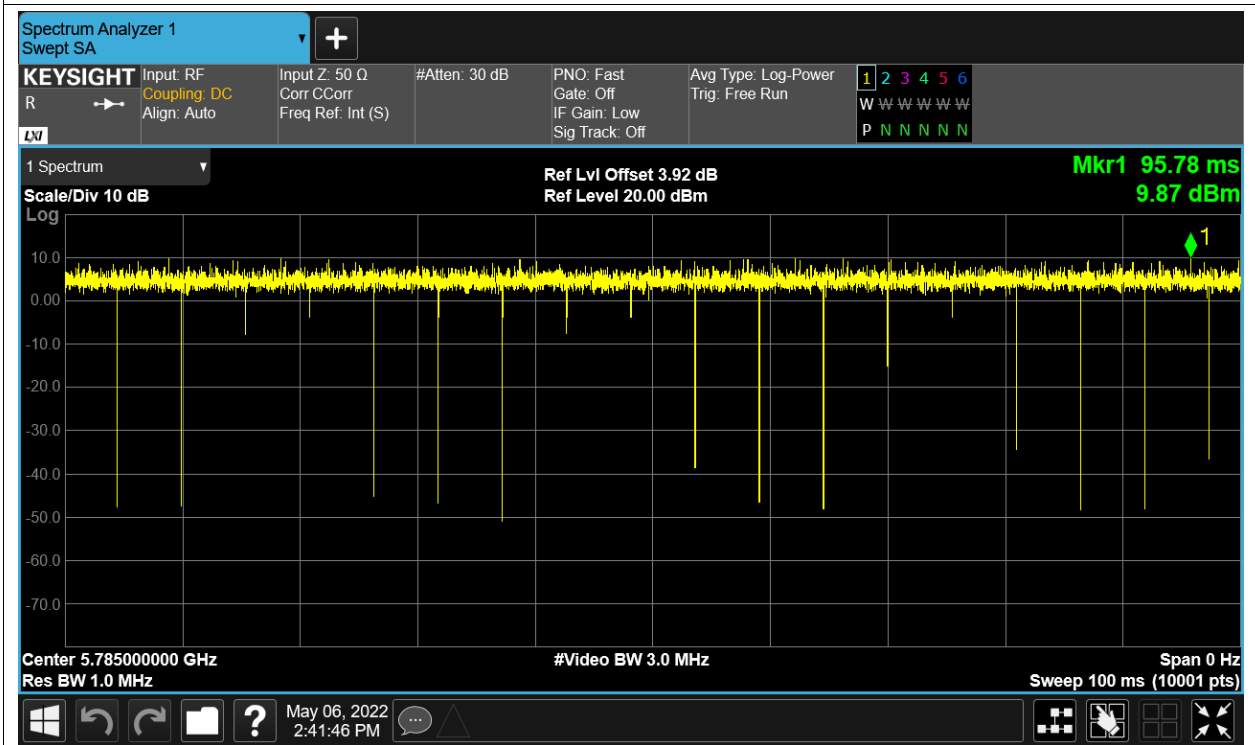 Spectrum Analyzer 1
Swept SA
KEYSIGHT
R
LXI
Input: RF
Coupling: DC
Align: Auto
Input Z: 50 Ω
Corr CCorr
Freq Ref: Int (S)
#Atten: 30 dB
PNO: Fast
Gate: Off
IF Gain: Low
Sig Track: Off
Avg Type: Log-Power
Trig: Free Run
1 2 3 4 5 6
W W W W W W
P N N N N N
1 Spectrum
Scale/Div 10 dB
Ref Lvl Offset 3.92 dB
Ref Level 20.00 dBm
Mkr1 95.78 ms
9.87 dBm
Log
1
10.0
0.00
-10.0
-20.0
-30.0
-40.0
-50.0
-60.0
-70.0
Center 5.785000000 GHz
Res BW 1.0 MHz
#Video BW 3.0 MHz
Span 0 Hz
Sweep 100 ms (10001 pts)
?
May 06, 2022
2:41:46 PM